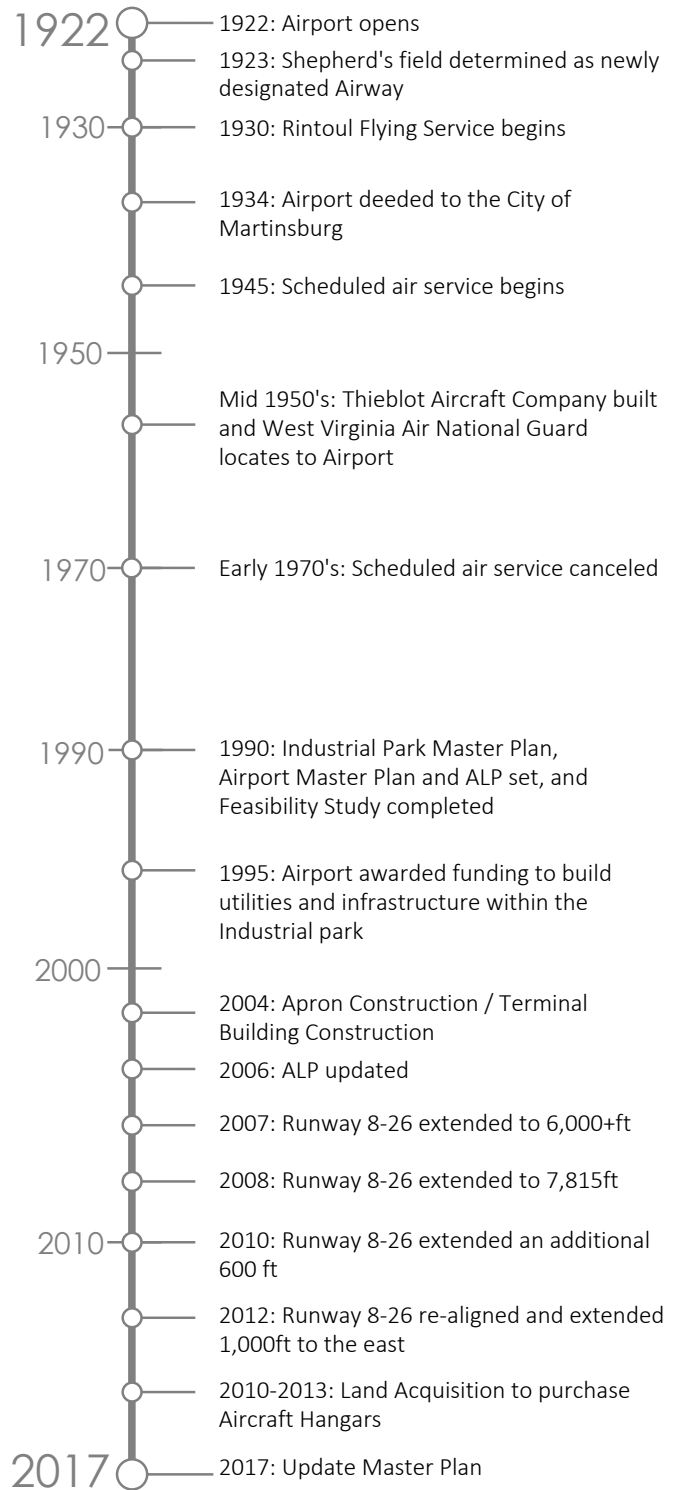 1922
1922: Airport opens
1923: Shepherd's field determined as newly
designated Airway
1930
1930: Rintoul Flying Service begins
1934: Airport deeded to the City of
Martinsburg
1945: Scheduled air service begins
1950
Mid 1950's: Thieblot Aircraft Company built
and West Virginia Air National Guard
locates to Airport
1970
Early 1970's: Scheduled air service canceled
1990
1990: Industrial Park Master Plan,
Airport Master Plan and ALP set, and
Feasibility Study completed
1995: Airport awarded funding to build
utilities and infrastructure within the
Industrial park
2000
2004: Apron Construction / Terminal
Building Construction
2006: ALP updated
2007: Runway 8-26 extended to 6,000+ft
2008: Runway 8-26 extended to 7,815ft
2010
2010: Runway 8-26 extended an additional
600 ft
2012: Runway 8-26 re-aligned and extended
1,000ft to the east
2010-2013: Land Acquisition to purchase
Aircraft Hangars
2017
2017: Update Master Plan